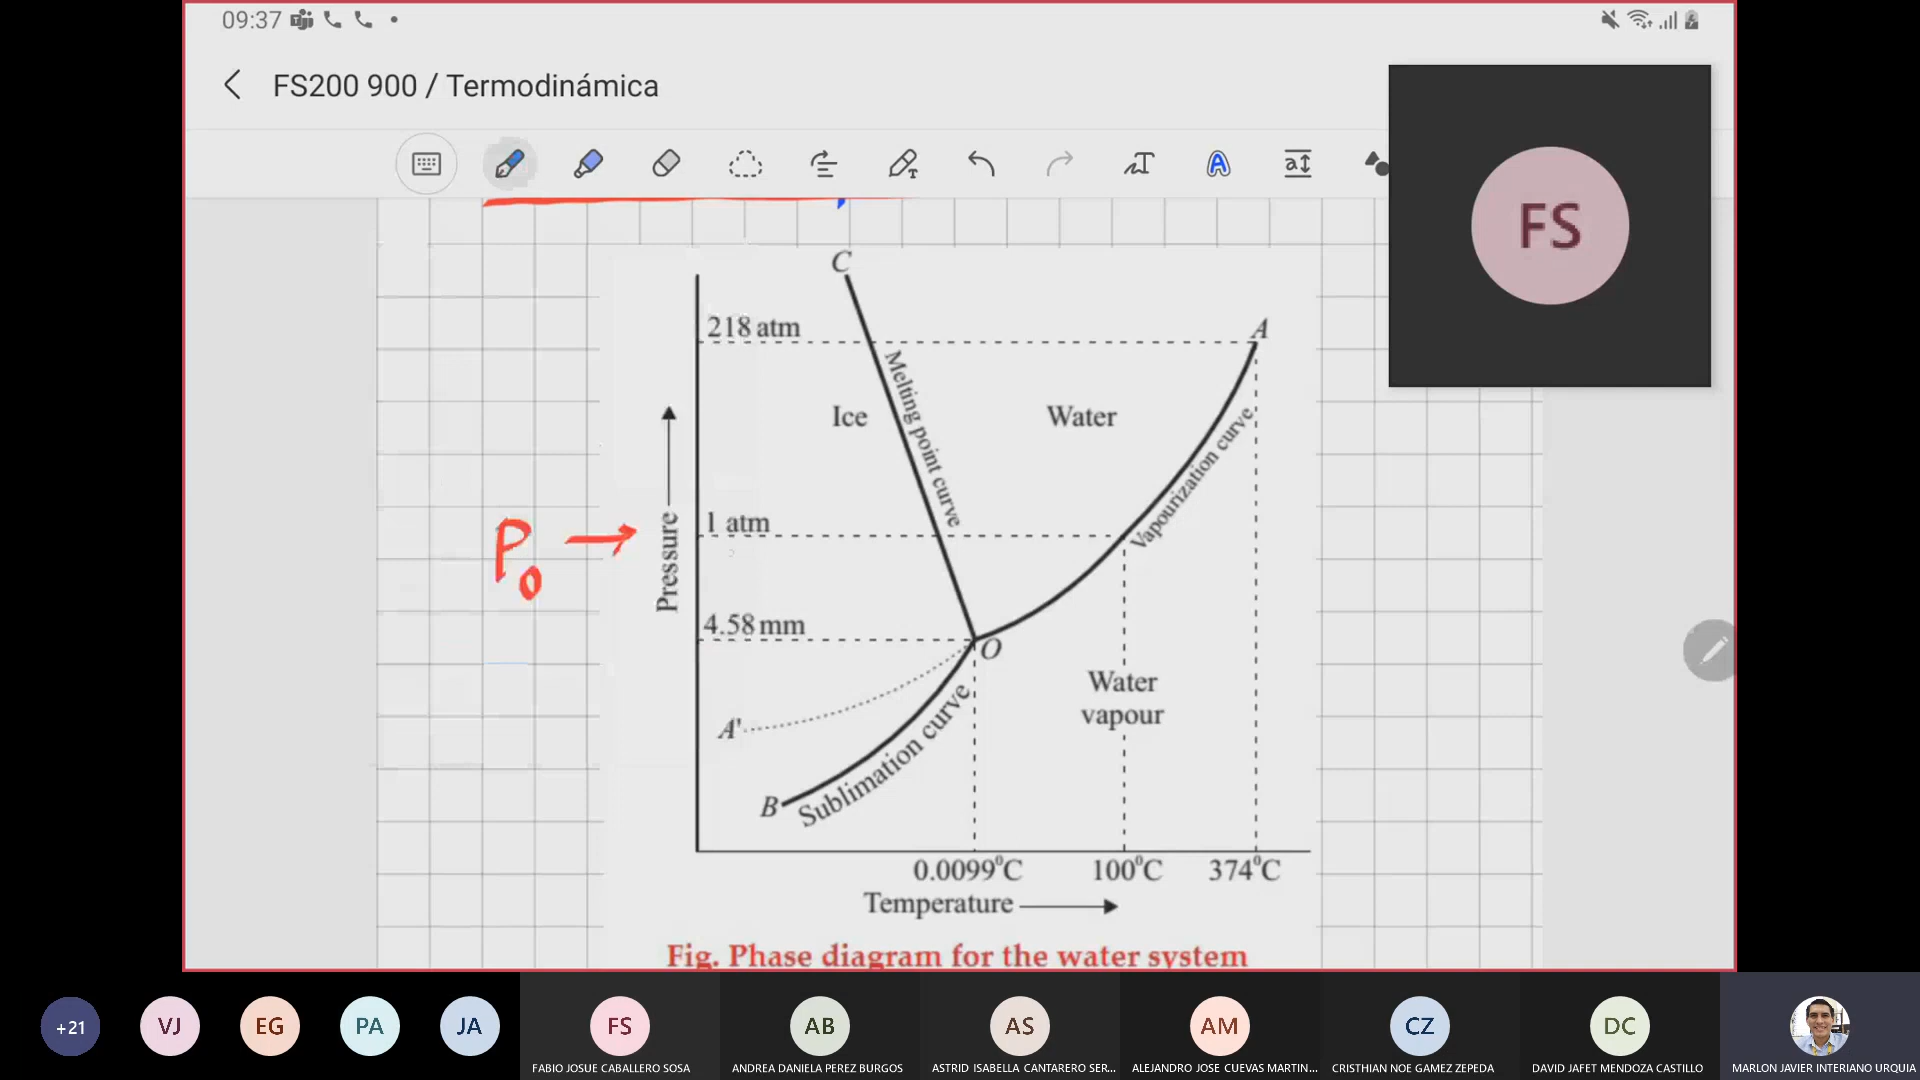 09:37
FS200 900 / Termodinámica
FS
C
218 atm
A
Melting point curve
Ice
Water
Vapourization curve
P₀ →
Pressure
1 atm
4.58 mm
O
Water
vapour
A'
Sublimation curve
B
0.0099⁰C
100⁰C
374⁰C
Temperature
Fig. Phase diagram for the water system
+21
VJ
EG
PA
JA
FS
AB
AS
AM
CZ
DC
FABIO JOSUE CABALLERO SOSA
ANDREA DANIELA PEREZ BURGOS
ASTRID ISABELLA CANTARERO SER...
ALEJANDRO JOSE CUEVAS MARTIN...
CRISTHIAN NOE GAMEZ ZEPEDA
DAVID JAFET MENDOZA CASTILLO
MARLON JAVIER INTERIANO URQUIA